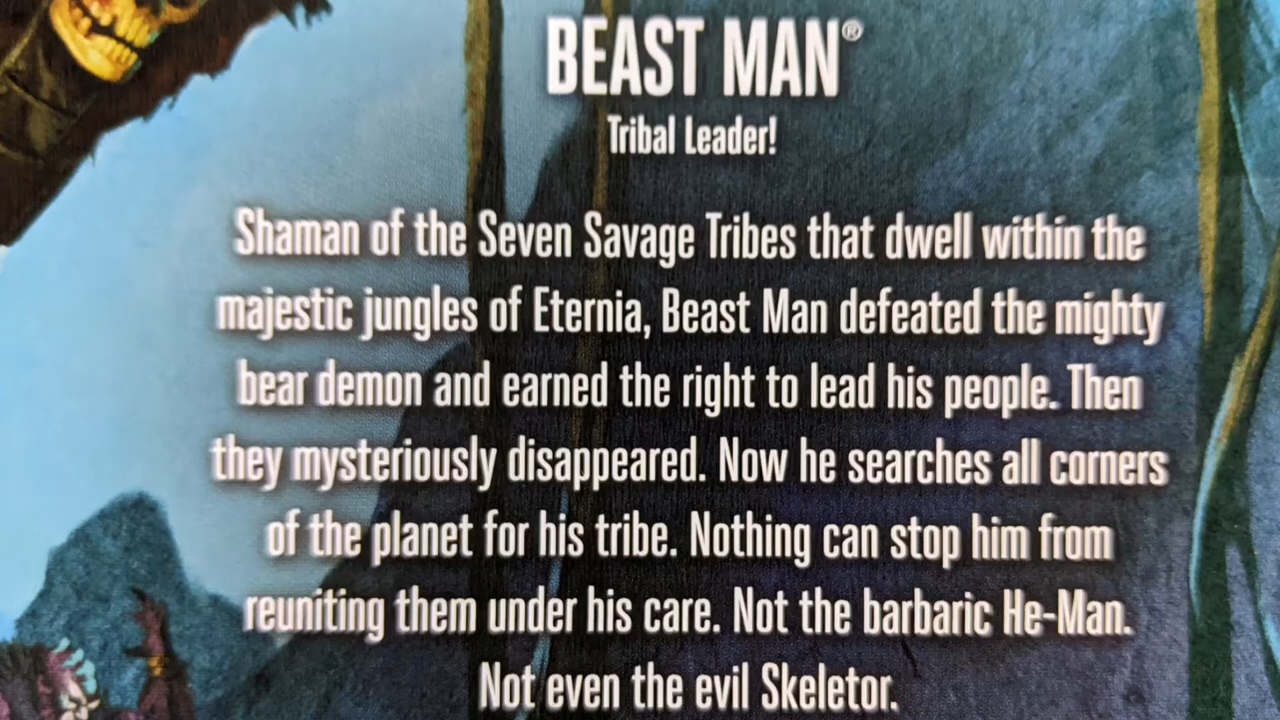 BEAST MAN®
Tribal Leader!
Shaman of the Seven Savage Tribes that dwell within the
majestic jungles of Eternia, Beast Man defeated the mighty
bear demon and earned the right to lead his people. Then
they mysteriously disappeared. Now he searches all corners
of the planet for his tribe. Nothing can stop him from
reuniting them under his care. Not the barbaric He-Man.
Not even the evil Skeletor.